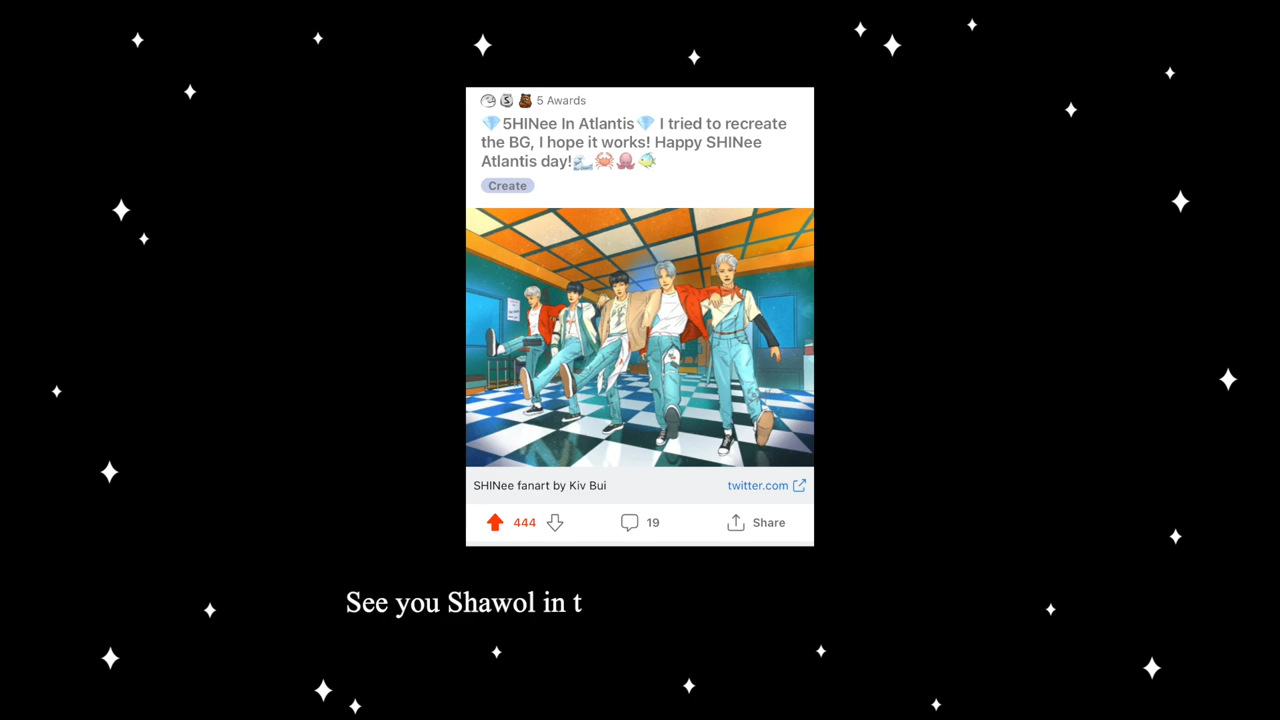 5 Awards
💎5HINee In Atlantis💎 I tried to recreate
the BG, I hope it works! Happy SHINee
Atlantis day!🌊🦀🐙🐠
Create
SHINee fanart by Kiv Bui
twitter.com
444
19
Share
See you Shawol in t